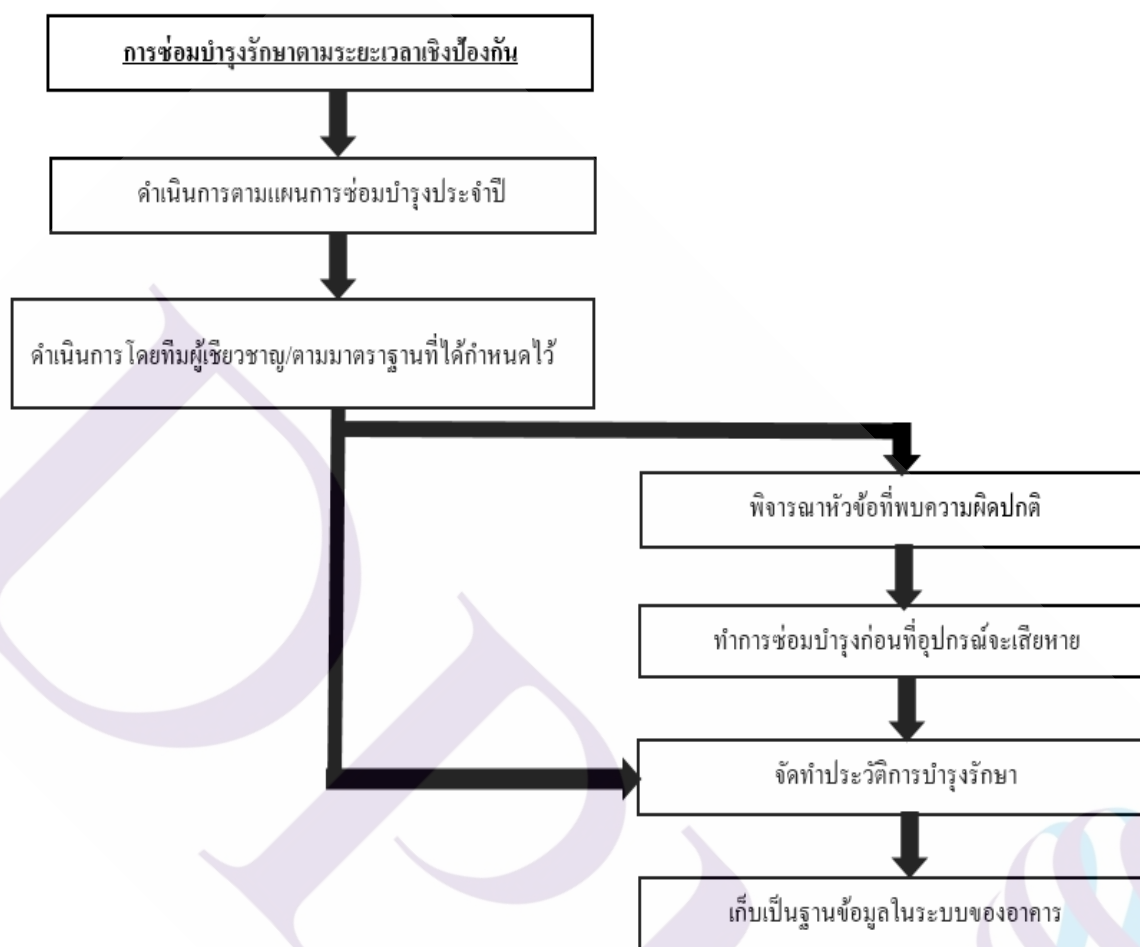 การซ่อมบำรุงรักษาตามระยะเวลาเชิงป้องกัน
ดำเนินการตามแผนการซ่อมบำรุงประจำปี
ดำเนินการโดยทีมผู้เชียวชาญ/ตามมาตราฐานที่ได้กำหนดไว้
พิจารณาหัวข้อที่พบความผิดปกติ
ทำการซ่อมบำรุงก่อนที่อุปกรณ์จะเสียหาย
จัดทำประวัติการบำรุงรักษา
เก็บเป็นฐานข้อมูลในระบบของอาคาร